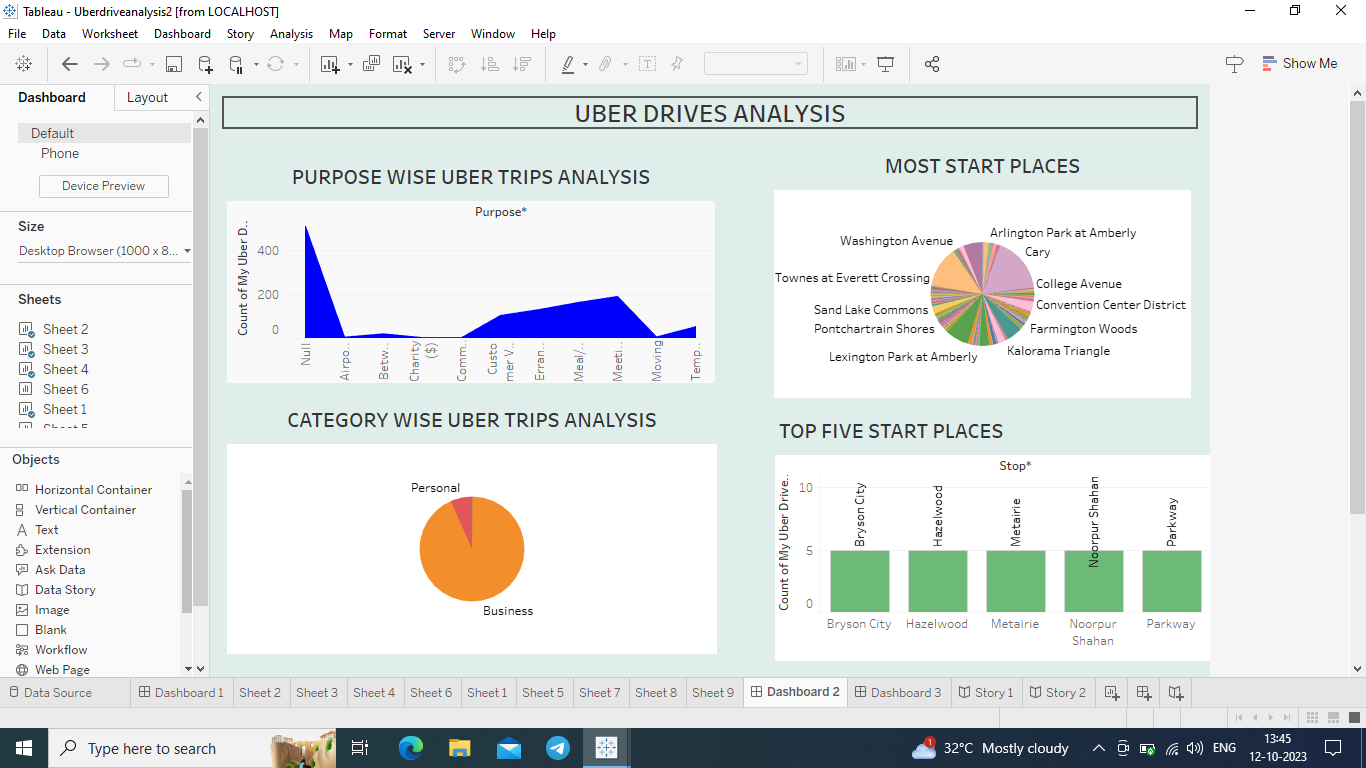 Tableau - Uberdriveanalysis2 [from LOCALHOST]
File Data Worksheet Dashboard Story Analysis Map Format Server Window Help
Show Me
Dashboard Layout
Default
Phone
Device Preview
Size
Desktop Browser (1000 x 8...
Sheets
Sheet 2
Sheet 3
Sheet 4
Sheet 6
Sheet 1
Objects
Horizontal Container
Vertical Container
Text
Extension
Ask Data
Data Story
Image
Blank
Workflow
Web Page
UBER DRIVES ANALYSIS
PURPOSE WISE UBER TRIPS ANALYSIS
Purpose*
Count of My Uber D..
400
200
0
Null
Airpo..
Betw..
Charity ($)
Comm..
Custo
mer V..
Erran..
Meal/..
Meeti..
Moving
Temp..
MOST START PLACES
Washington Avenue
Arlington Park at Amberly
Cary
Townes at Everett Crossing
College Avenue
Convention Center District
Sand Lake Commons
Pontchartrain Shores
Farmington Woods
Lexington Park at Amberly
Kalorama Triangle
CATEGORY WISE UBER TRIPS ANALYSIS
Personal
Business
TOP FIVE START PLACES
Stop*
Count of My Uber Drive..
10
5
0
Bryson City
Hazelwood
Metairie
Noorpur Shahan
Parkway
Bryson City Hazelwood Metairie Noorpur Shahan Parkway
Data Source Dashboard 1 Sheet 2 Sheet 3 Sheet 4 Sheet 6 Sheet 1 Sheet 5 Sheet 7 Sheet 8 Sheet 9 Dashboard 2 Dashboard 3 Story 1 Story 2
Type here to search
1
32°C Mostly cloudy
ENG
13:45
12-10-2023